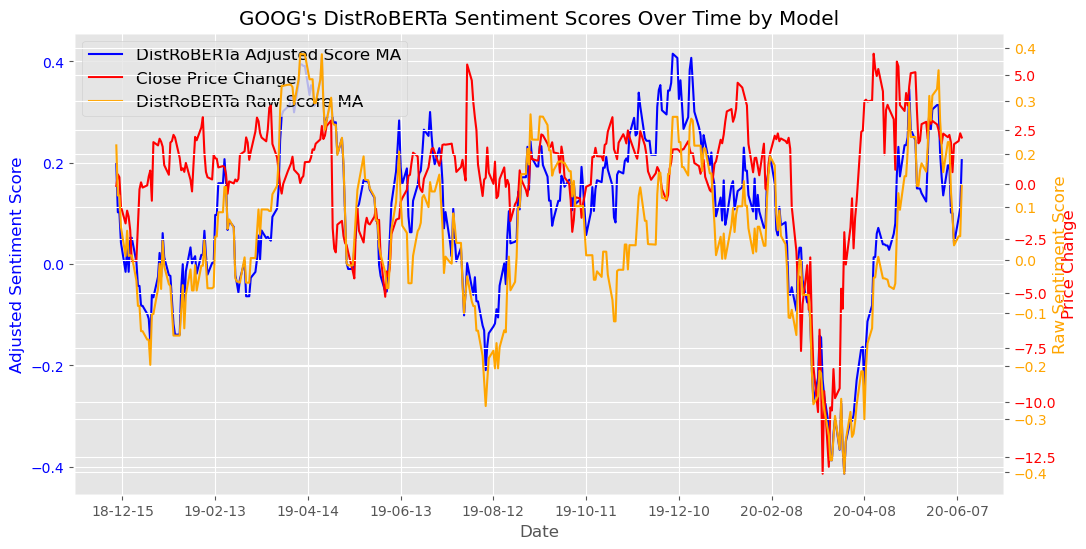 GOOG's DistRoBERTa Sentiment Scores Over Time by Model
DistRoBERTa Adjusted Score MA
Close Price Change
DistRoBERTa Raw Score MA
Adjusted Sentiment Score
0.4
0.2
0.0
−0.2
−0.4
0.4
0.3
0.2
0.1
0.0
−0.1
−0.2
−0.3
−0.4
5.0
2.5
0.0
−2.5
−5.0
−7.5
−10.0
−12.5
Raw Sentiment Score
Price Change
18-12-15 19-02-13 19-04-14 19-06-13 19-08-12 19-10-11 19-12-10 20-02-08 20-04-08 20-06-07
Date